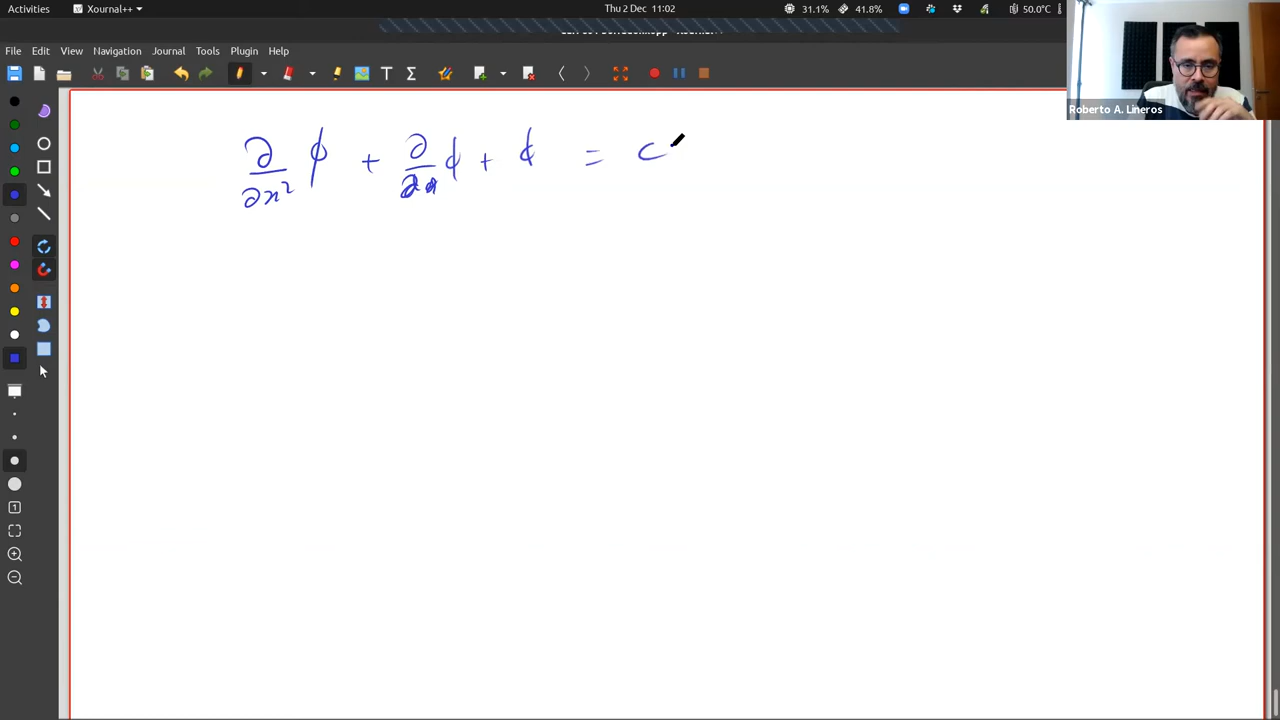 Activities
Xournal++
Thu 2 Dec 11:02
31.1%
41.8%
50.0°C
File Edit View Navigation Journal Tools Plugin Help
Roberto A. Lineros
∂/∂x² ϕ + ∂/∂x ϕ + ϕ = c